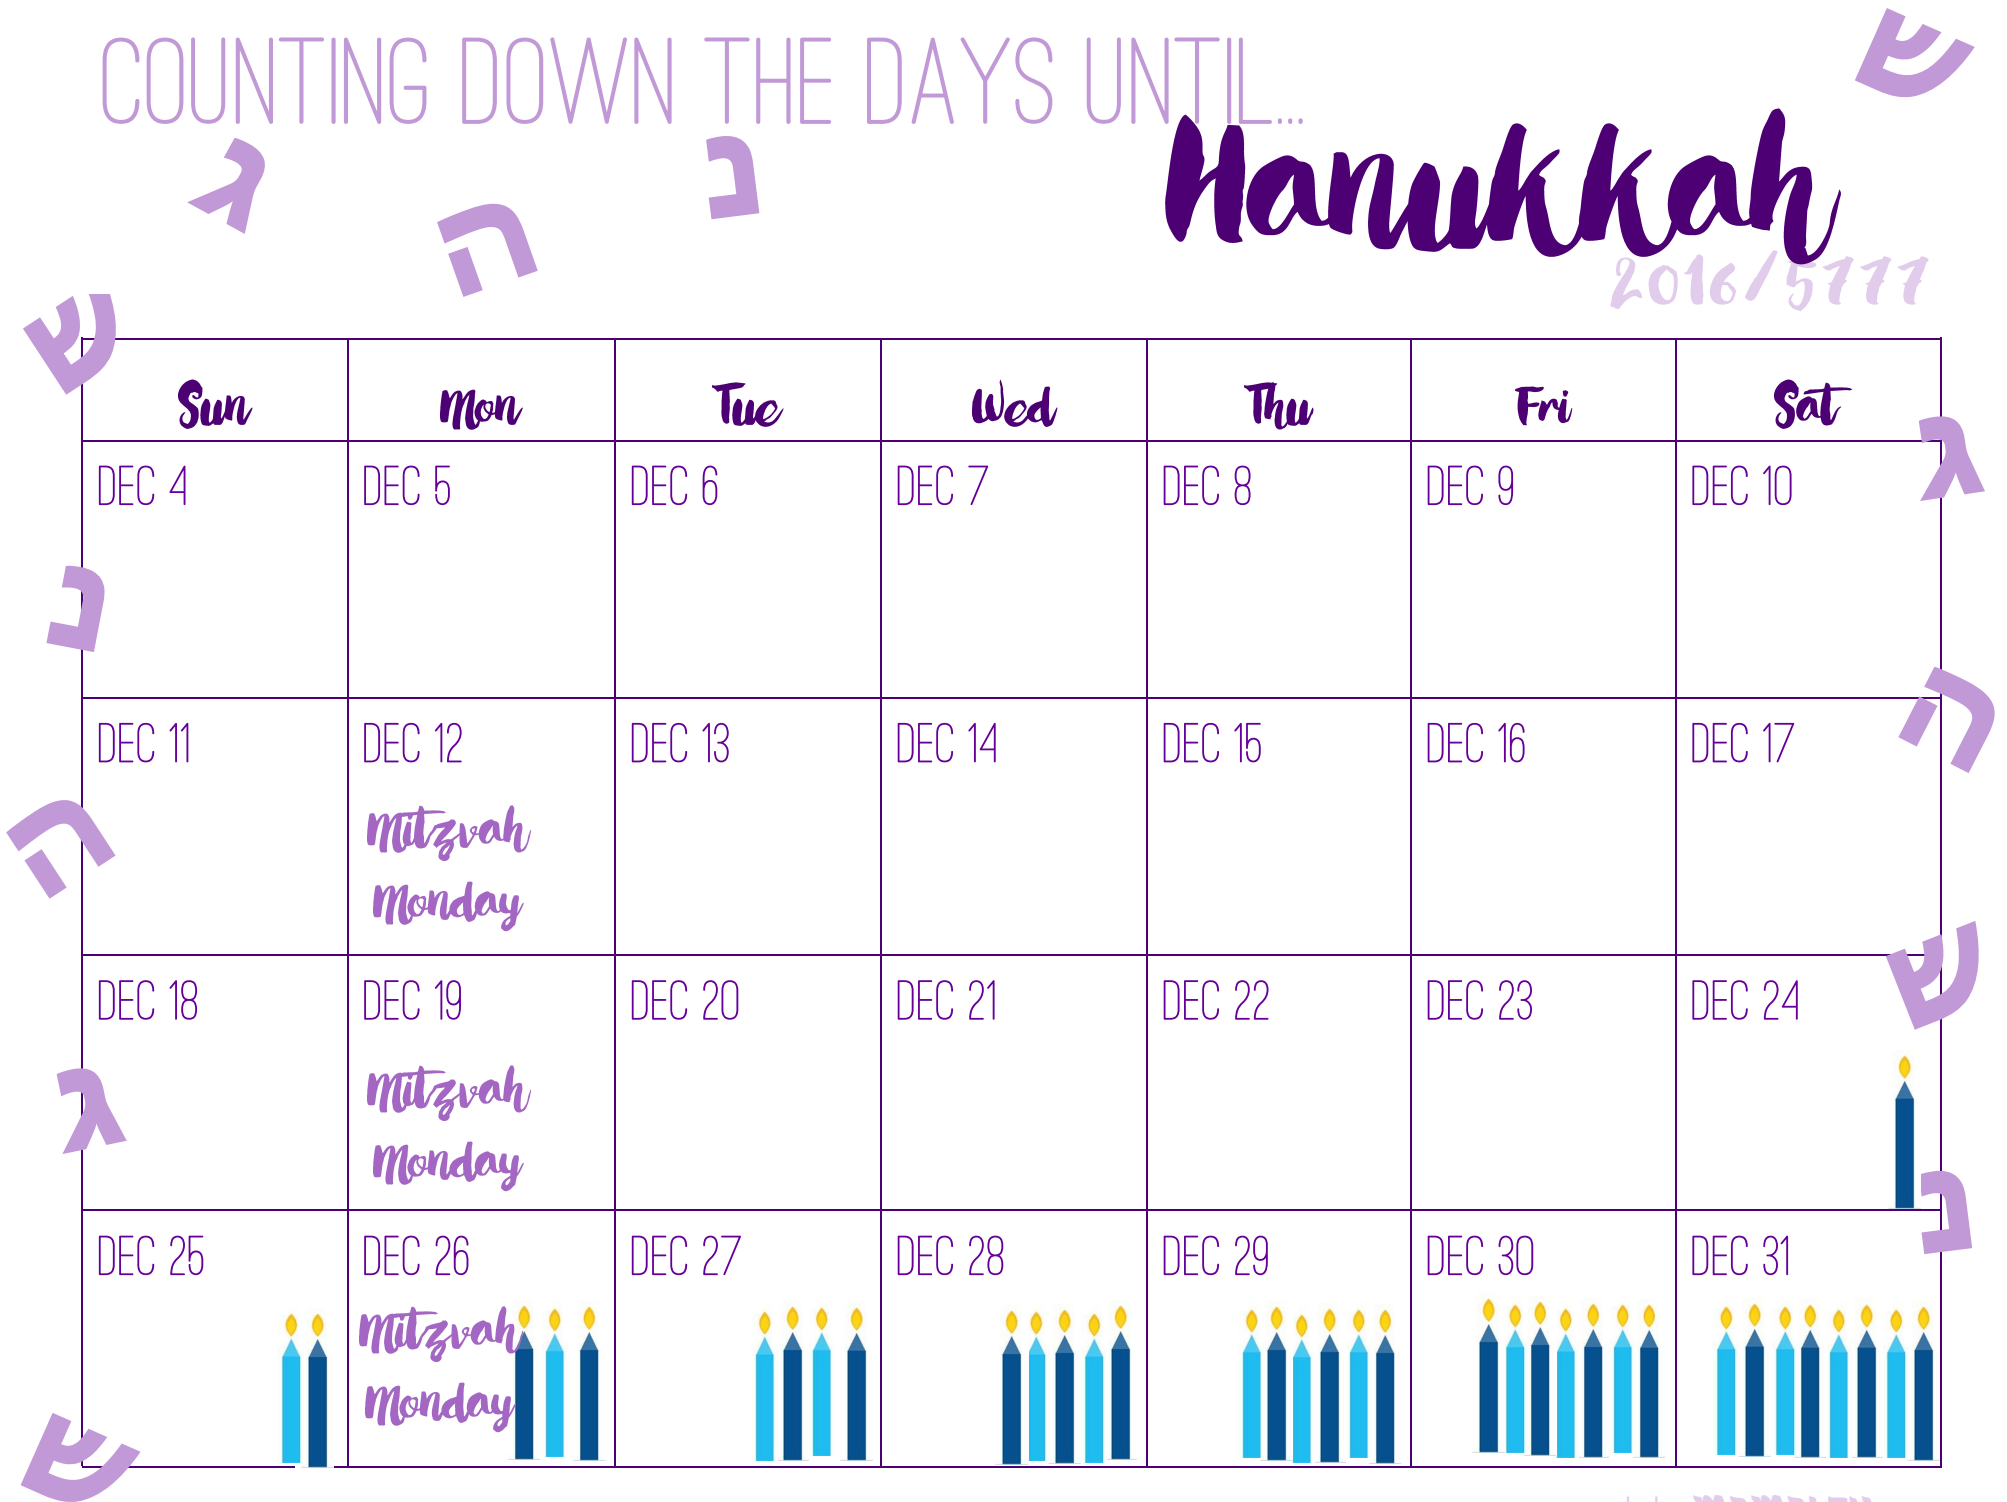 COUNTING DOWN THE DAYS UNTIL...
Hanukkah
2016/5777
ש
ג
ה
נ
ש
Sun Mon Tue Wed Thu Fri Sat
ג
DEC 4 DEC 5 DEC 6 DEC 7 DEC 8 DEC 9 DEC 10
נ
ה
DEC 11 DEC 12 DEC 13 DEC 14 DEC 15 DEC 16 DEC 17
Mitzvah
Monday
ה
ש
DEC 18 DEC 19 DEC 20 DEC 21 DEC 22 DEC 23 DEC 24
Mitzvah
Monday
ג
נ
DEC 25 DEC 26 DEC 27 DEC 28 DEC 29 DEC 30 DEC 31
Mitzvah
Monday
ש